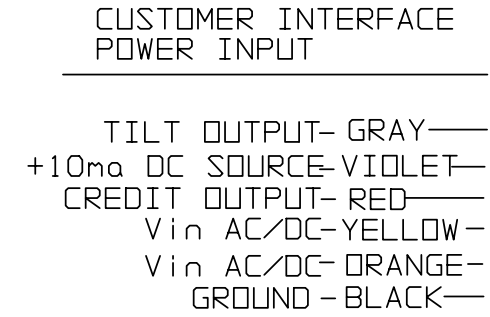 CUSTOMER INTERFACE
POWER INPUT
TILT OUTPUT-GRAY
+10ma DC SOURCE-VIOLET
CREDIT OUTPUT-RED
Vin AC/DC-YELLOW
Vin AC/DC-ORANGE
GROUND-BLACK